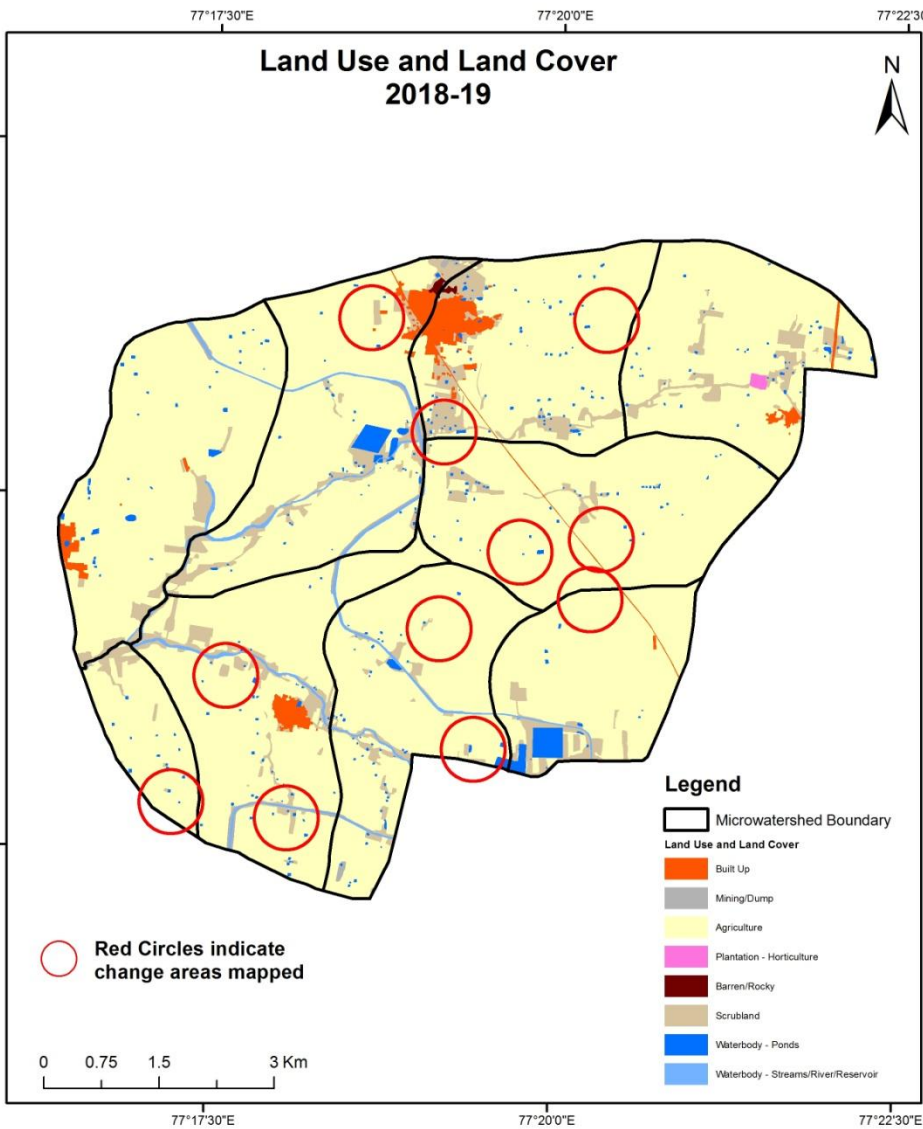 77°17'30"E 77°20'0"E 77°22'3
Land Use and Land Cover
2018-19
N
Legend
Microwatershed Boundary
Land Use and Land Cover
Built Up
Mining/Dump
Agriculture
Plantation - Horticulture
Barren/Rocky
Scrubland
Waterbody - Ponds
Waterbody - Streams/River/Reservoir
Red Circles indicate
change areas mapped
0 0.75 1.5 3 Km
77°17'30"E 77°20'0"E 77°22'30"E